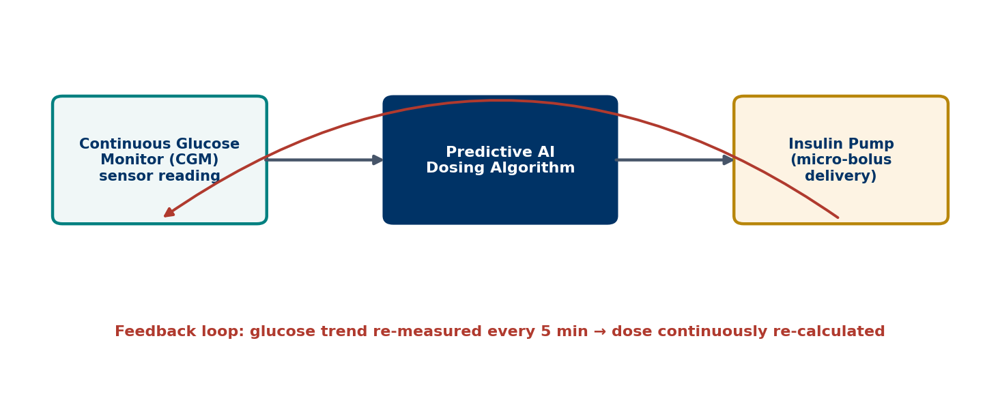 Continuous Glucose
Monitor (CGM)
sensor reading
Predictive AI
Dosing Algorithm
Insulin Pump
(micro-bolus
delivery)
Feedback loop: glucose trend re-measured every 5 min → dose continuously re-calculated